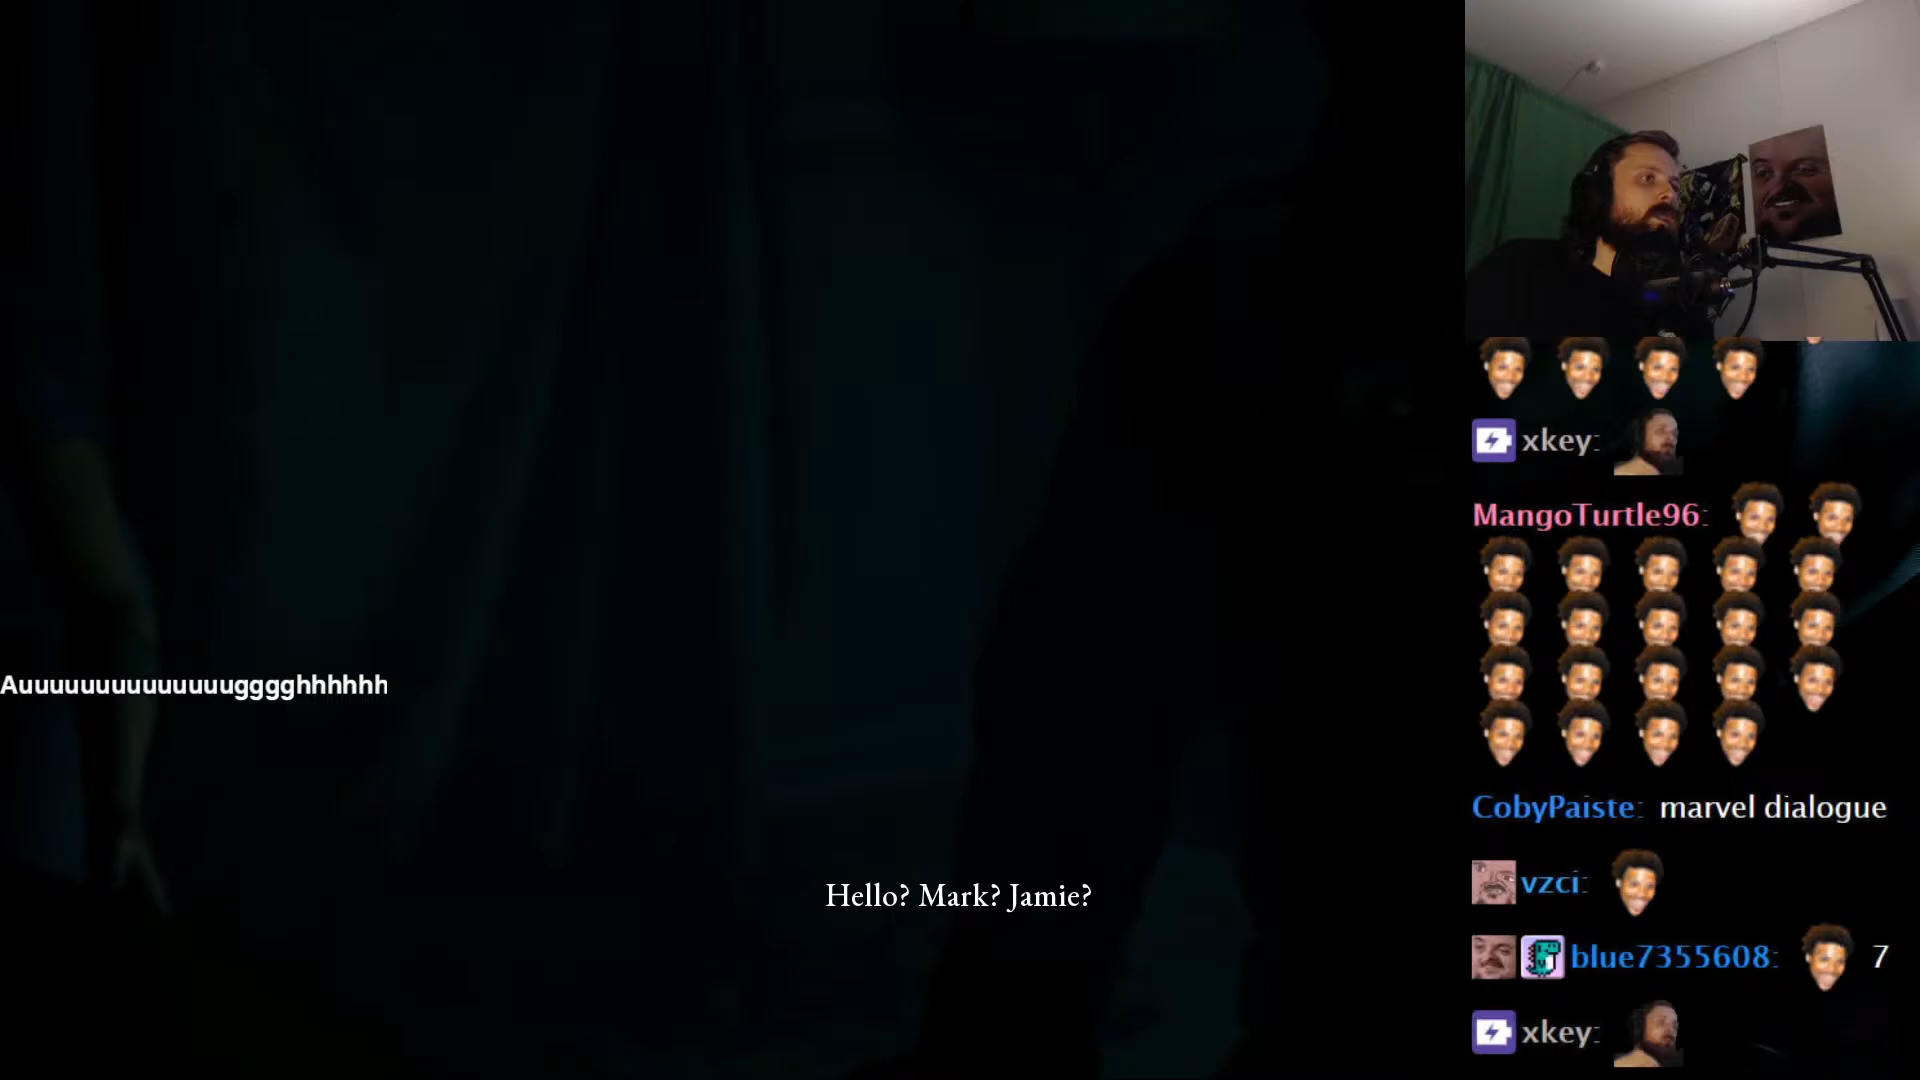 xkey:
MangoTurtle96:
Auuuuuuuuuuuuuuggghhhhhh
CobyPaiste: marvel dialogue
vzci:
Hello? Mark? Jamie?
blue7355608: 7
xkey: